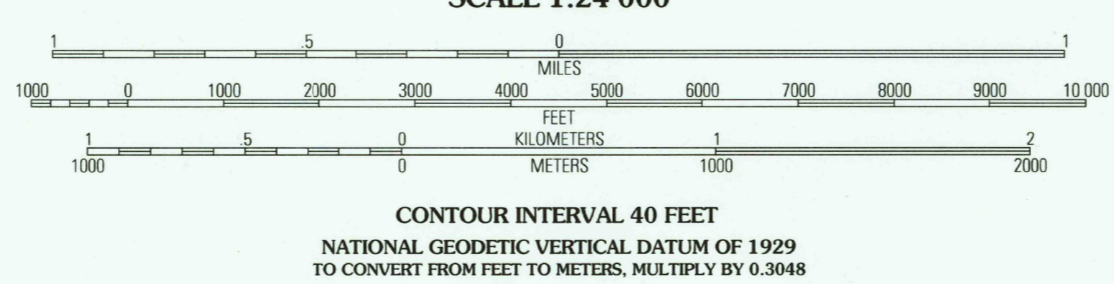 SCALE 1:24 000
1 .5 0 1
MILES
1000 0 1000 2000 3000 4000 5000 6000 7000 8000 9000 10 000
FEET
1 .5 0 KILOMETERS 1 2
1000 0 METERS 1000 2000
CONTOUR INTERVAL 40 FEET
NATIONAL GEODETIC VERTICAL DATUM OF 1929
TO CONVERT FROM FEET TO METERS, MULTIPLY BY 0.3048